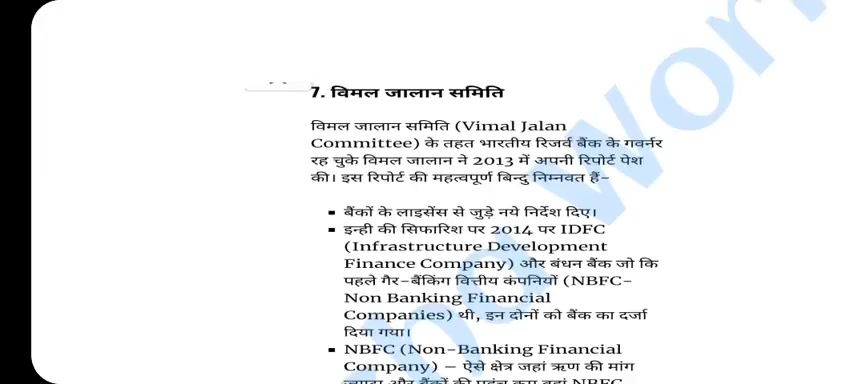 7. विमल जालान समिति
विमल जालान समिति (Vimal Jalan
Committee) के तहत भारतीय रिजर्व बैंक के गवर्नर
रह चुके विमल जालान ने 2013 में अपनी रिपोर्ट पेश
की। इस रिपोर्ट की महत्वपूर्ण बिन्दु निम्नवत हैं–
▪ बैंकों के लाइसेंस से जुड़े नये निर्देश दिए।
▪ इन्ही की सिफारिश पर 2014 पर IDFC
(Infrastructure Development
Finance Company) और बंधन बैंक जो कि
पहले गैर–बैंकिंग वित्तीय कंपनियों (NBFC–
Non Banking Financial
Companies) थी, इन दोनों को बैंक का दर्जा
दिया गया।
▪ NBFC (Non–Banking Financial
Company) – ऐसे क्षेत्र जहां ऋण की मांग